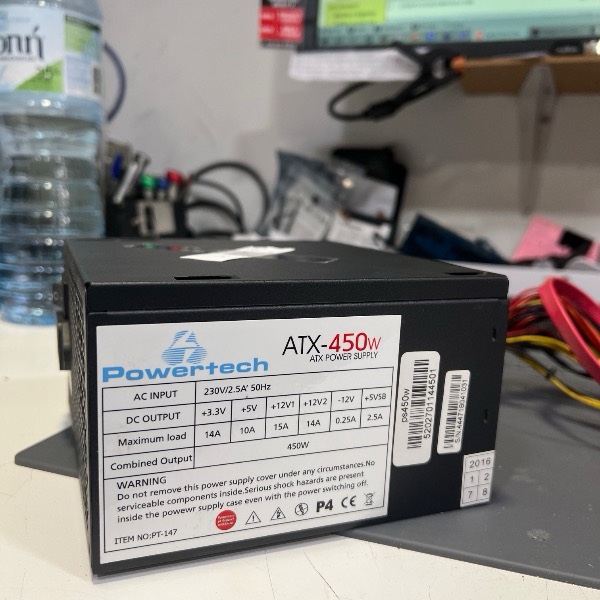 Powertech
ATX-450W
ATX POWER SUPPLY
AC INPUT 230V/2.5A' 50Hz
DC OUTPUT +3.3V +5V +12V1 +12V2 -12V +5VSB
Maximum load 14A 10A 15A 14A 0.25A 2.5A
Combined Output 450W
WARNING
Do not remove this power supply cover under any circumstances.No
serviceable components inside.Serious shock hazards are present
inside the powewr supply case even with the power switching off.
ITEM NO:PT-147
P4 CE
ps450w
5202701144501
2016
1 2
7 8